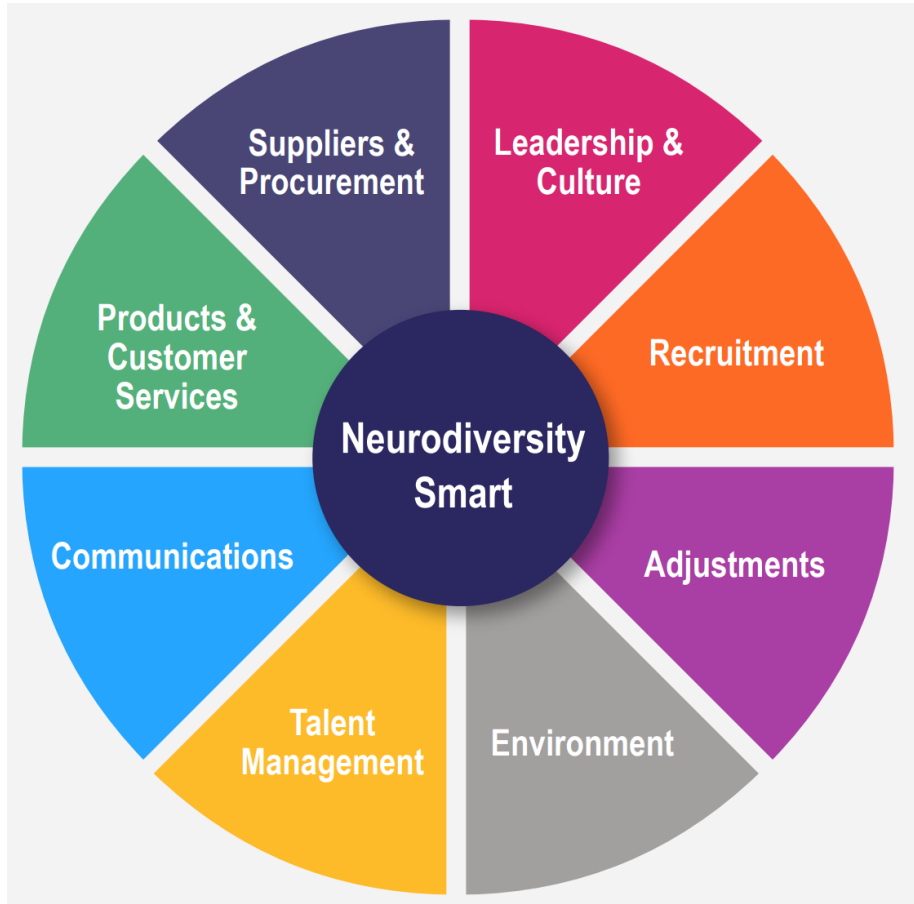 Suppliers &
Procurement
Leadership &
Culture
Products &
Customer
Services
Recruitment
Neurodiversity
Smart
Communications
Adjustments
Talent
Management
Environment